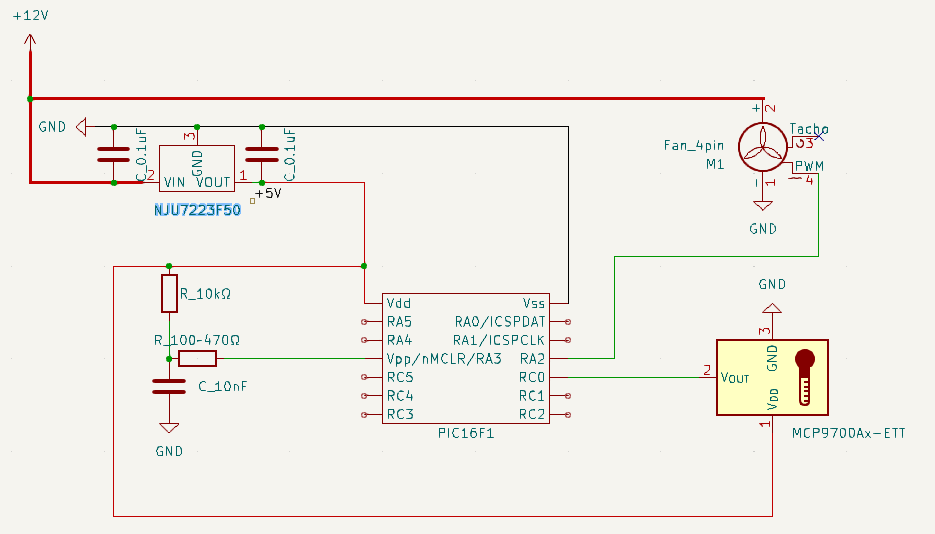 +12V
GND
C_0.1uF
3
GND
C_0.1uF
2
VIN
VOUT
1
+5V
NJU7223F50
+
2
Tacho
3
Fan_4pin
M1
PWM
4
-
1
GND
R_10kΩ
R_100-470Ω
C_10nF
GND
Vdd
Vss
RA5
RA0/ICSPDAT
RA4
RA1/ICSPCLK
Vpp/nMCLR/RA3
RA2
RC5
RC0
RC4
RC1
RC3
RC2
PIC16F1
GND
3
GND
2
VOUT
VDD
1
MCP9700Ax-ETT